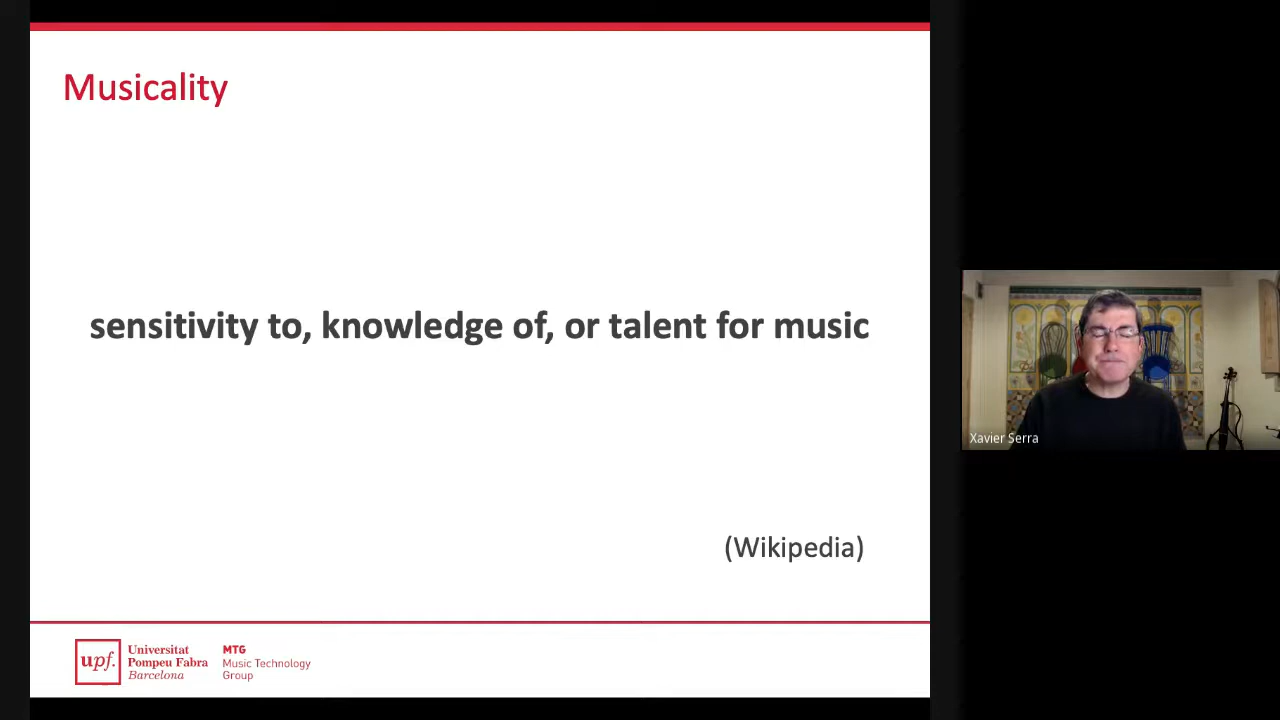 Musicality
sensitivity to, knowledge of, or talent for music
(Wikipedia)
upf.
Universitat
Pompeu Fabra
Barcelona
MTG
Music Technology
Group
Xavier Serra